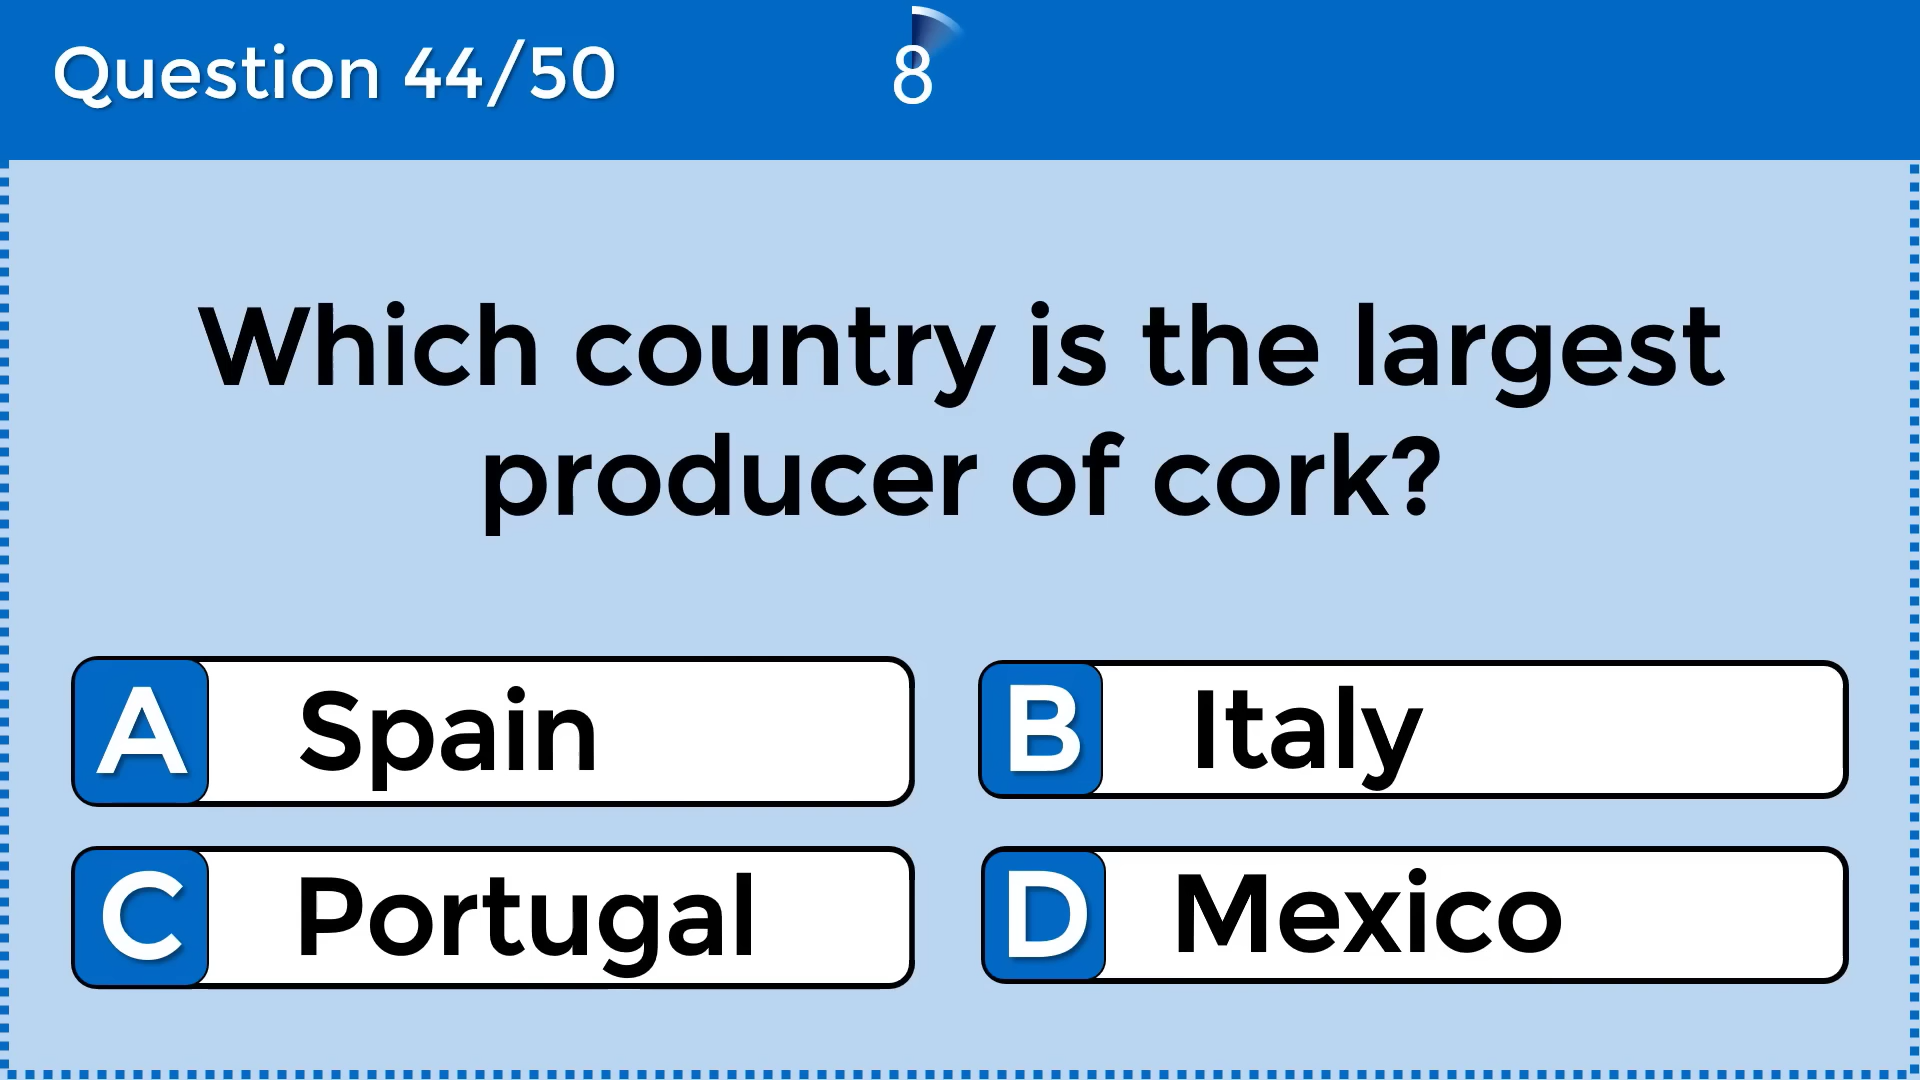 Question 44/50
8
Which country is the largest
producer of cork?
A Spain
B Italy
C Portugal
D Mexico